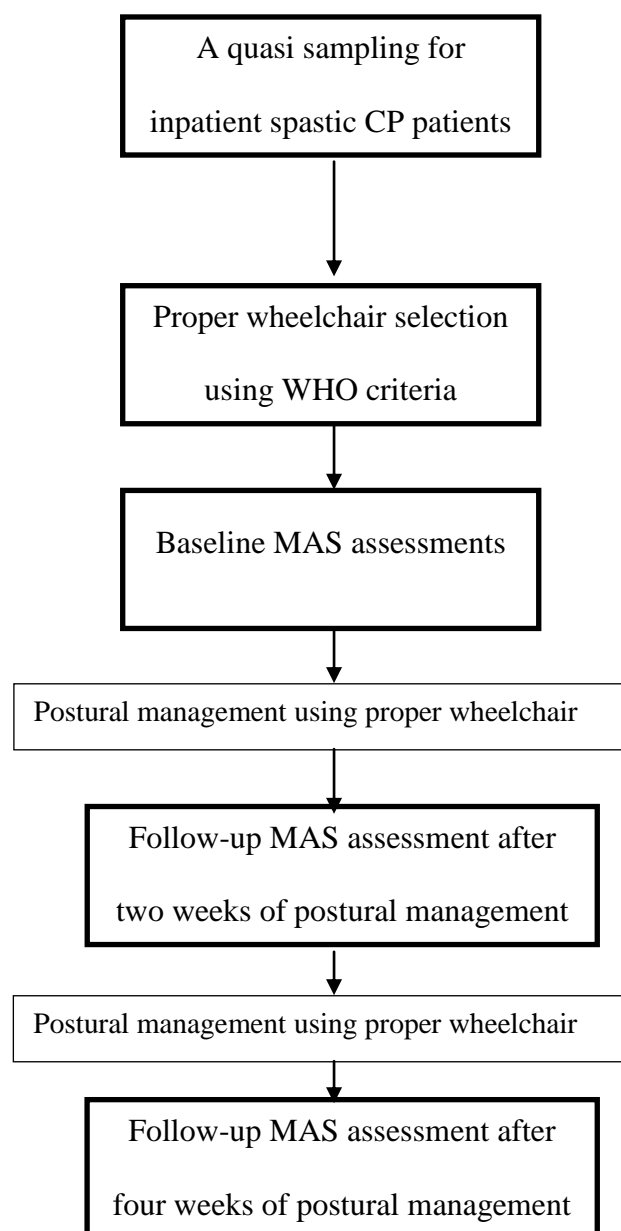 A quasi sampling for
inpatient spastic CP patients
Proper wheelchair selection
using WHO criteria
Baseline MAS assessments
Postural management using proper wheelchair
Follow-up MAS assessment after
two weeks of postural management
Postural management using proper wheelchair
Follow-up MAS assessment after
four weeks of postural management